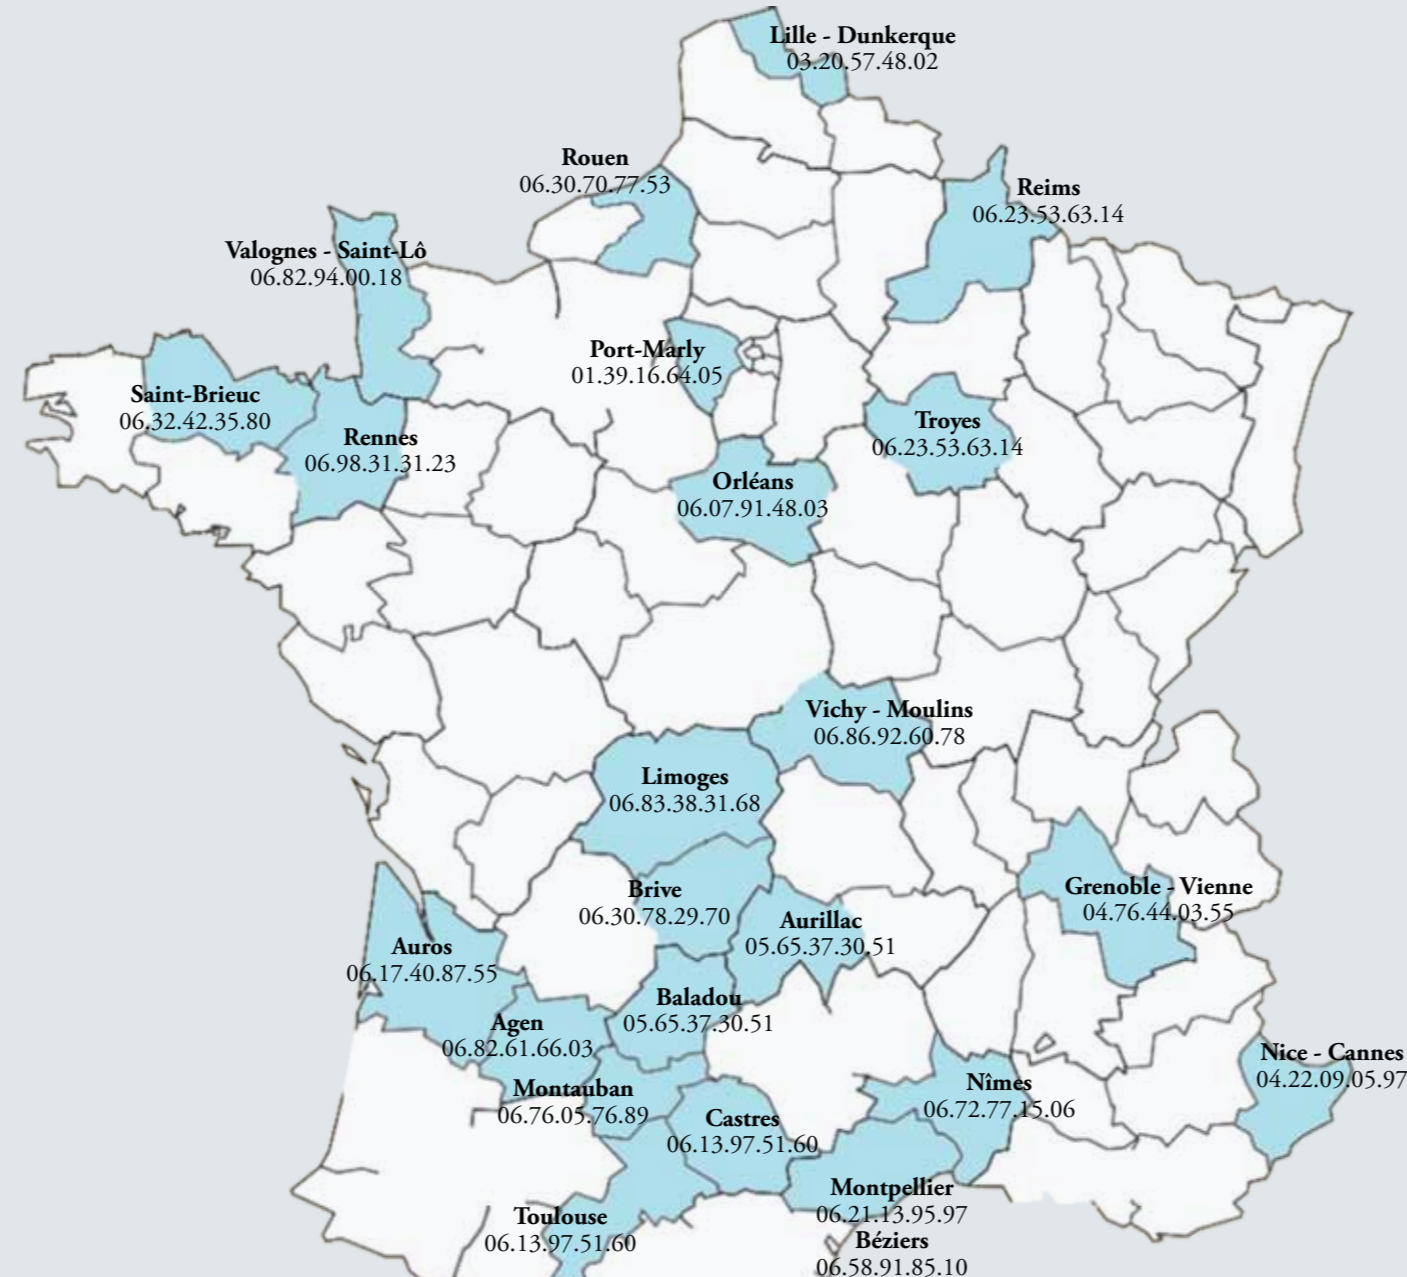 Lille - Dunkerque
03.20.57.48.02
Rouen
06.30.70.77.53
Reims
06.23.53.63.14
Valognes - Saint-Lô
06.82.94.00.18
Port-Marly
01.39.16.64.05
Saint-Brieuc
06.32.42.35.80
Rennes
06.98.31.31.23
Troyes
06.23.53.63.14
Orléans
06.07.91.48.03
Vichy - Moulins
06.86.92.60.78
Limoges
06.83.38.31.68
Brive
06.30.78.29.70
Grenoble - Vienne
04.76.44.03.55
Aurillac
05.65.37.30.51
Auros
06.17.40.87.55
Baladou
05.65.37.30.51
Agen
06.82.61.66.03
Nice - Cannes
04.22.09.05.97
Montauban
06.76.05.76.89
Nîmes
06.72.77.15.06
Castres
06.13.97.51.60
Montpellier
06.21.13.95.97
Toulouse
06.13.97.51.60
Béziers
06.58.91.85.10